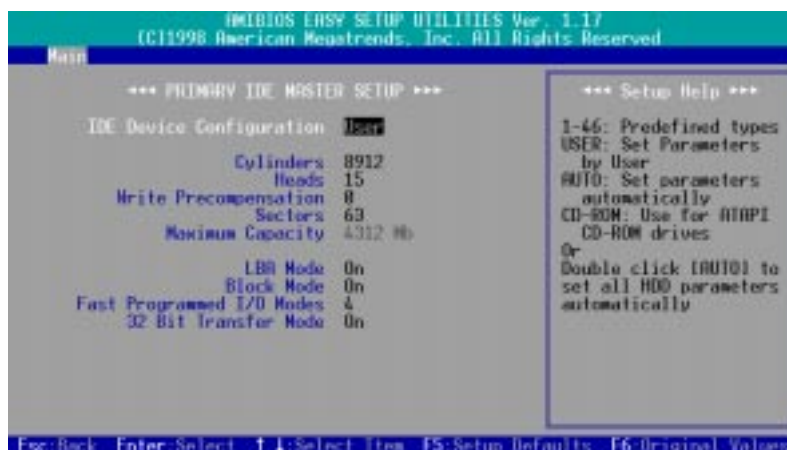 AMIBIOS EASY SETUP UTILITIES Ver. 1.17
(C)1998 American Megatrends, Inc. All Rights Reserved
Main
*** PRIMARY IDE MASTER SETUP ***
IDE Device Configuration User
Cylinders 8912
Heads 15
Write Precompensation 0
Sectors 63
Maximum Capacity 4312 Mb
LBA Mode On
Block Mode On
Fast Programmed I/O Modes 4
32 Bit Transfer Mode On
*** Setup Help ***
1-46: Predefined types
USER: Set Parameters
by User
AUTO: Set parameters
automatically
CD-ROM: Use for ATAPI
CD-ROM drives
Or
Double click [AUTO] to
set all HDD parameters
automatically
Esc:Back Enter:Select ↑↓:Select Item F5:Setup Defaults F6:Original Values